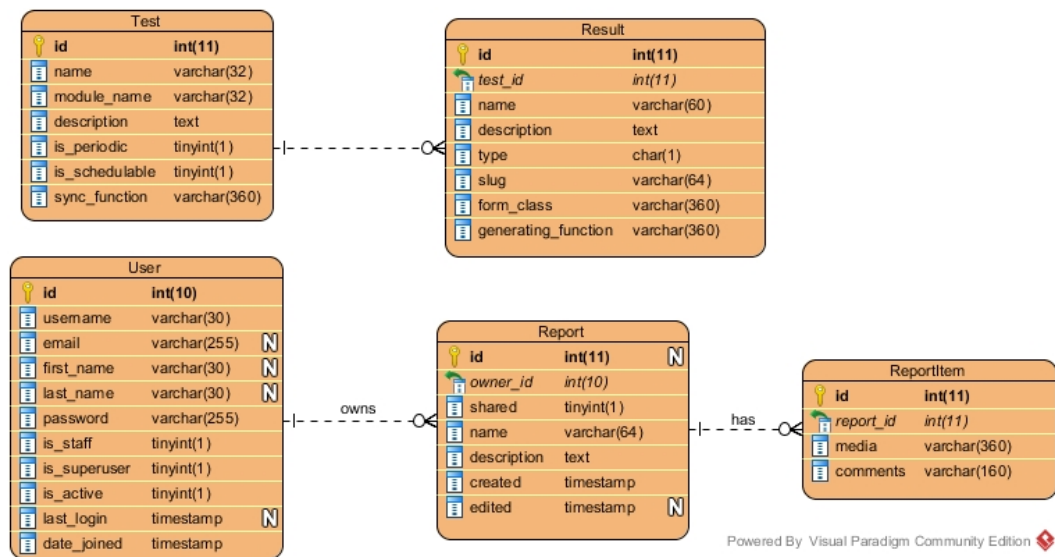 Test
id int(11)
name varchar(32)
module_name varchar(32)
description text
is_periodic tinyint(1)
is_schedulable tinyint(1)
sync_function varchar(360)
Result
id int(11)
test_id int(11)
name varchar(60)
description text
type char(1)
slug varchar(64)
form_class varchar(360)
generating_function varchar(360)
User
id int(10)
username varchar(30)
email varchar(255) N
first_name varchar(30) N
last_name varchar(30) N
password varchar(255)
is_staff tinyint(1)
is_superuser tinyint(1)
is_active tinyint(1)
last_login timestamp N
date_joined timestamp
owns
Report
id int(11) N
owner_id int(10)
shared tinyint(1)
name varchar(64)
description text
created timestamp
edited timestamp N
has
ReportItem
id int(11)
report_id int(11)
media varchar(360)
comments varchar(160)
Powered By Visual Paradigm Community Edition